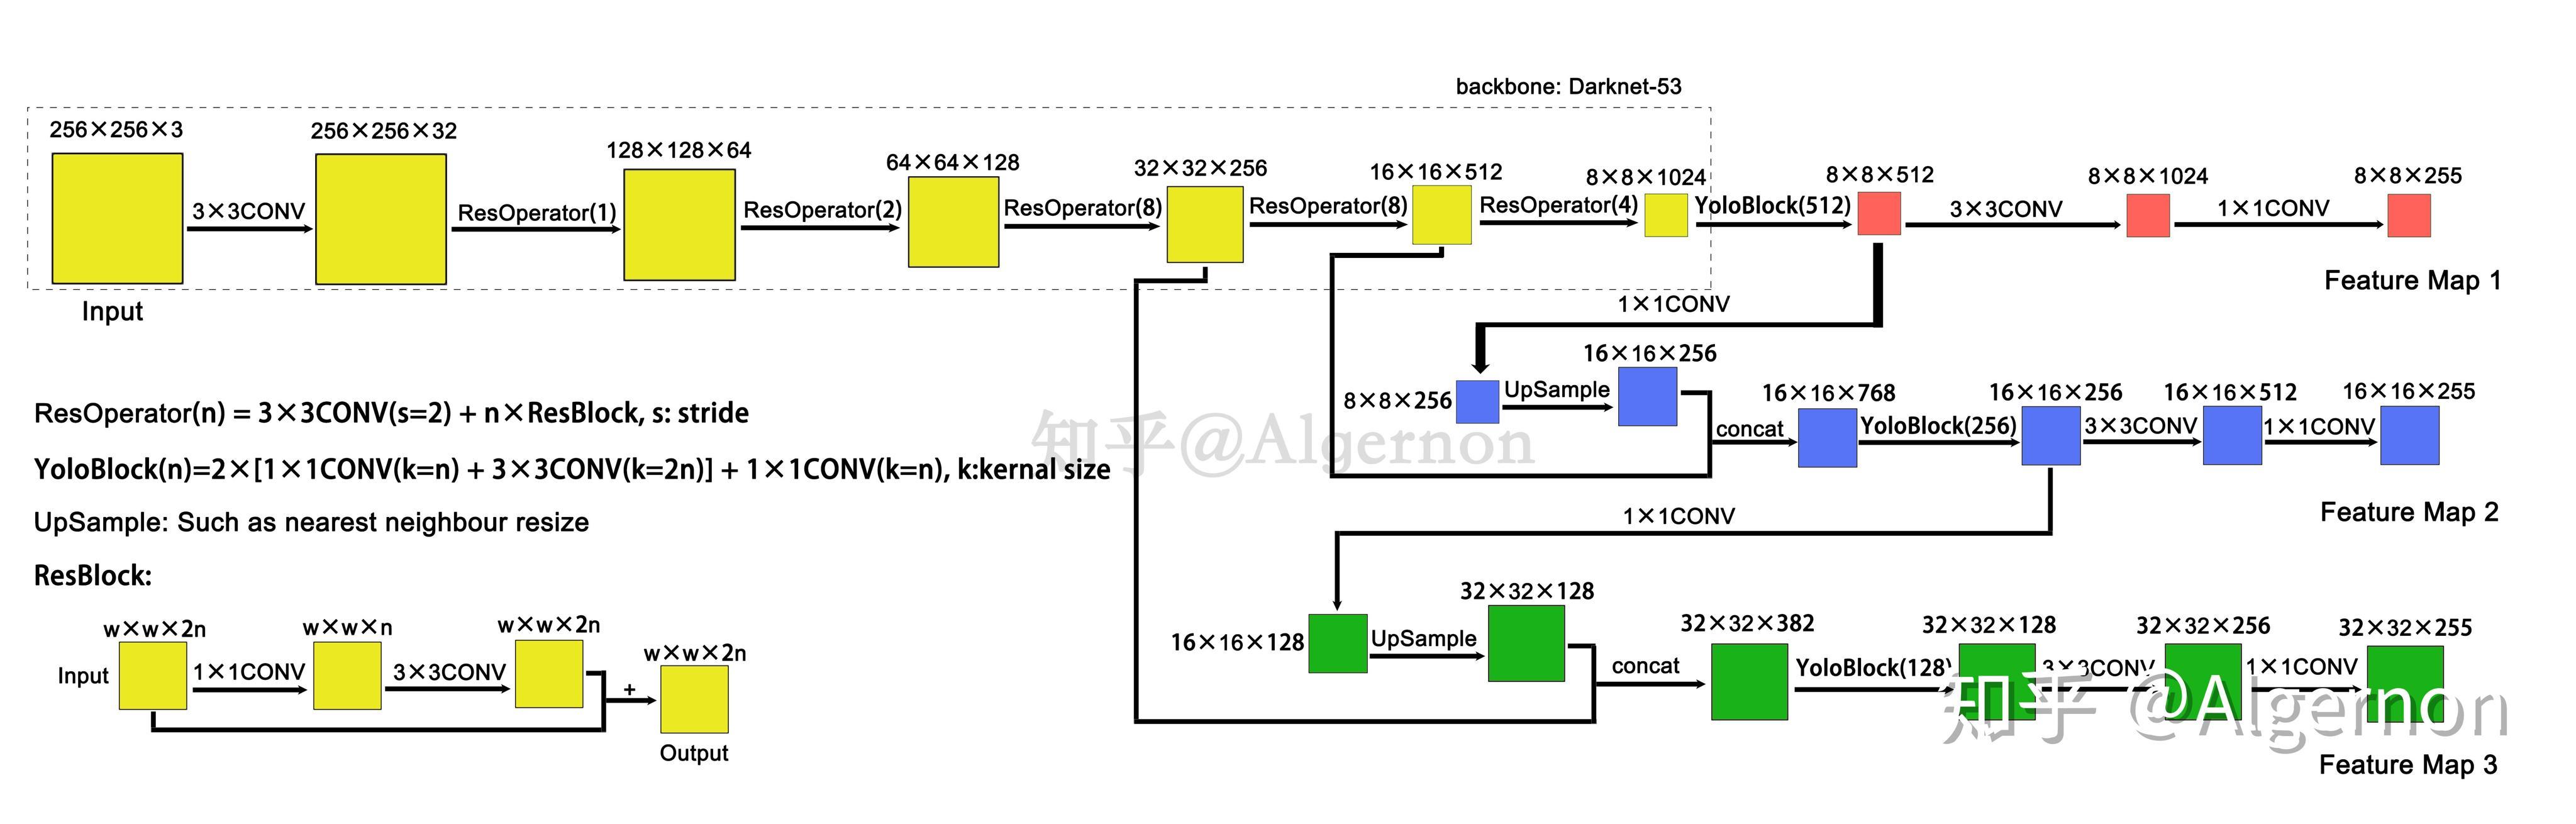 backbone: Darknet-53
256×256×3
256×256×32
128×128×64
64×64×128
32×32×256
16×16×512
8×8×1024
8×8×512
8×8×1024
8×8×255
3×3CONV
ResOperator(1)
ResOperator(2)
ResOperator(8)
ResOperator(8)
ResOperator(4)
YoloBlock(512)
3×3CONV
1×1CONV
Input
Feature Map 1
1×1CONV
16×16×256
8×8×256
UpSample
concat
16×16×768
YoloBlock(256)
16×16×256
3×3CONV
16×16×512
1×1CONV
16×16×255
Feature Map 2
ResOperator(n) = 3×3CONV(s=2) + n×ResBlock, s: stride
YoloBlock(n)=2×[1×1CONV(k=n) + 3×3CONV(k=2n)] + 1×1CONV(k=n), k:kernal size
UpSample: Such as nearest neighbour resize
ResBlock:
知乎@Algernon
1×1CONV
32×32×128
16×16×128
UpSample
concat
32×32×382
YoloBlock(128)
32×32×128
3×3CONV
32×32×256
1×1CONV
32×32×255
知乎 @Algernon
Feature Map 3
w×w×2n
w×w×n
w×w×2n
w×w×2n
Input
1×1CONV
3×3CONV
+
Output